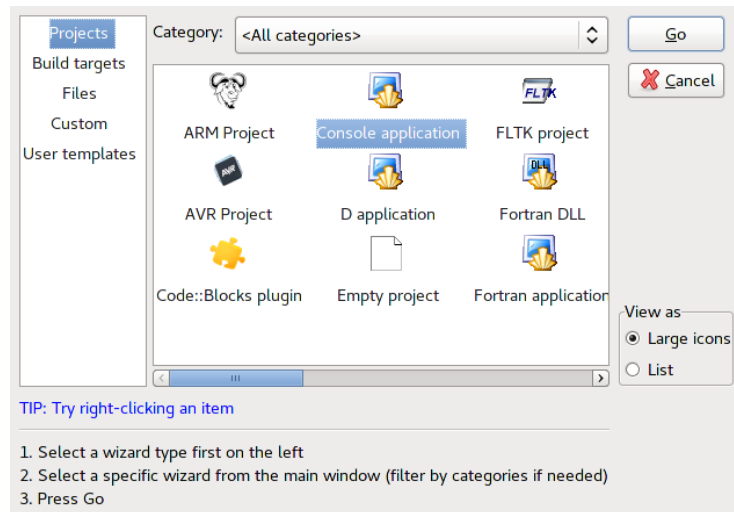 Projects
Build targets
Files
Custom
User templates
Category: <All categories>
Go
Cancel
FLTK
ARM Project Console application FLTK project
AVR DLL
AVR Project D application Fortran DLL
Code::Blocks plugin Empty project Fortran application
View as
Large icons
List
TIP: Try right-clicking an item
1. Select a wizard type first on the left
2. Select a specific wizard from the main window (filter by categories if needed)
3. Press Go